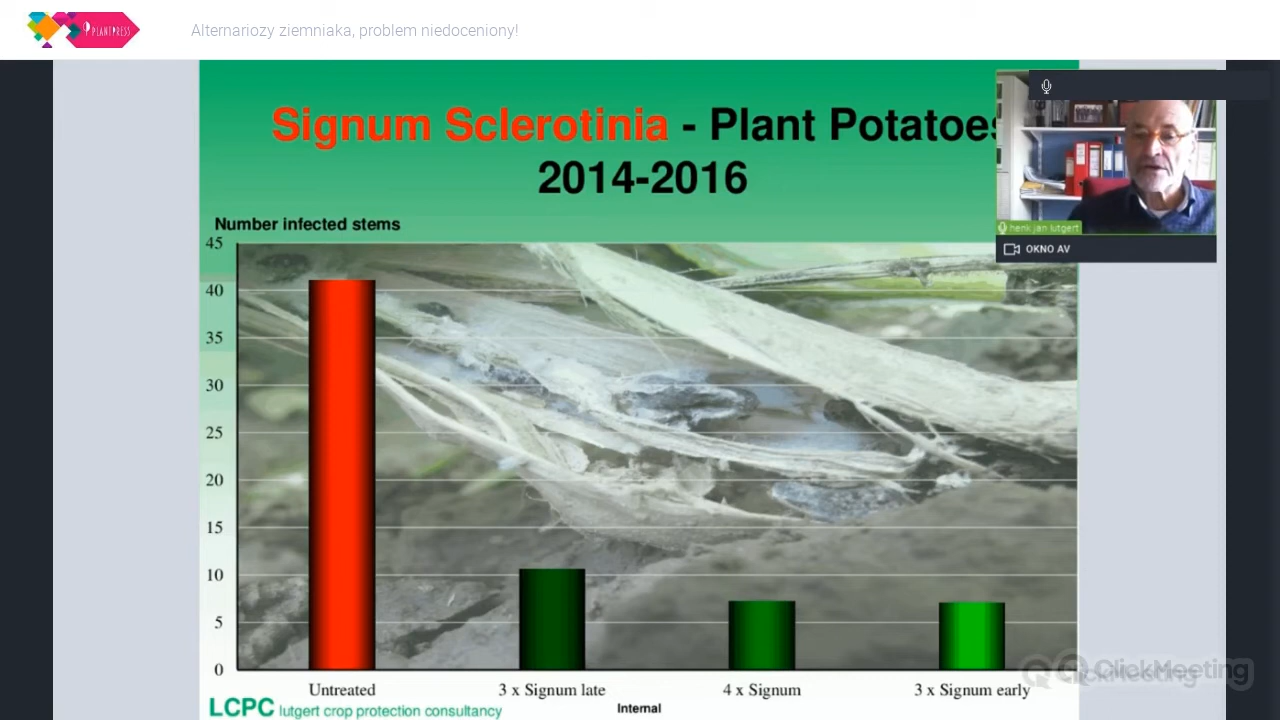 PLANTPRESS
Alternariozy ziemniaka, problem niedoceniony!
Signum Sclerotinia - Plant Potatoes
2014-2016
henk jan lutgert
OKNO AV
Number infected stems
45
40
35
30
25
20
15
10
5
0
Untreated
3 x Signum late
4 x Signum
3 x Signum early
ClickMeeting
LCPC lutgert crop protection consultancy
Internal